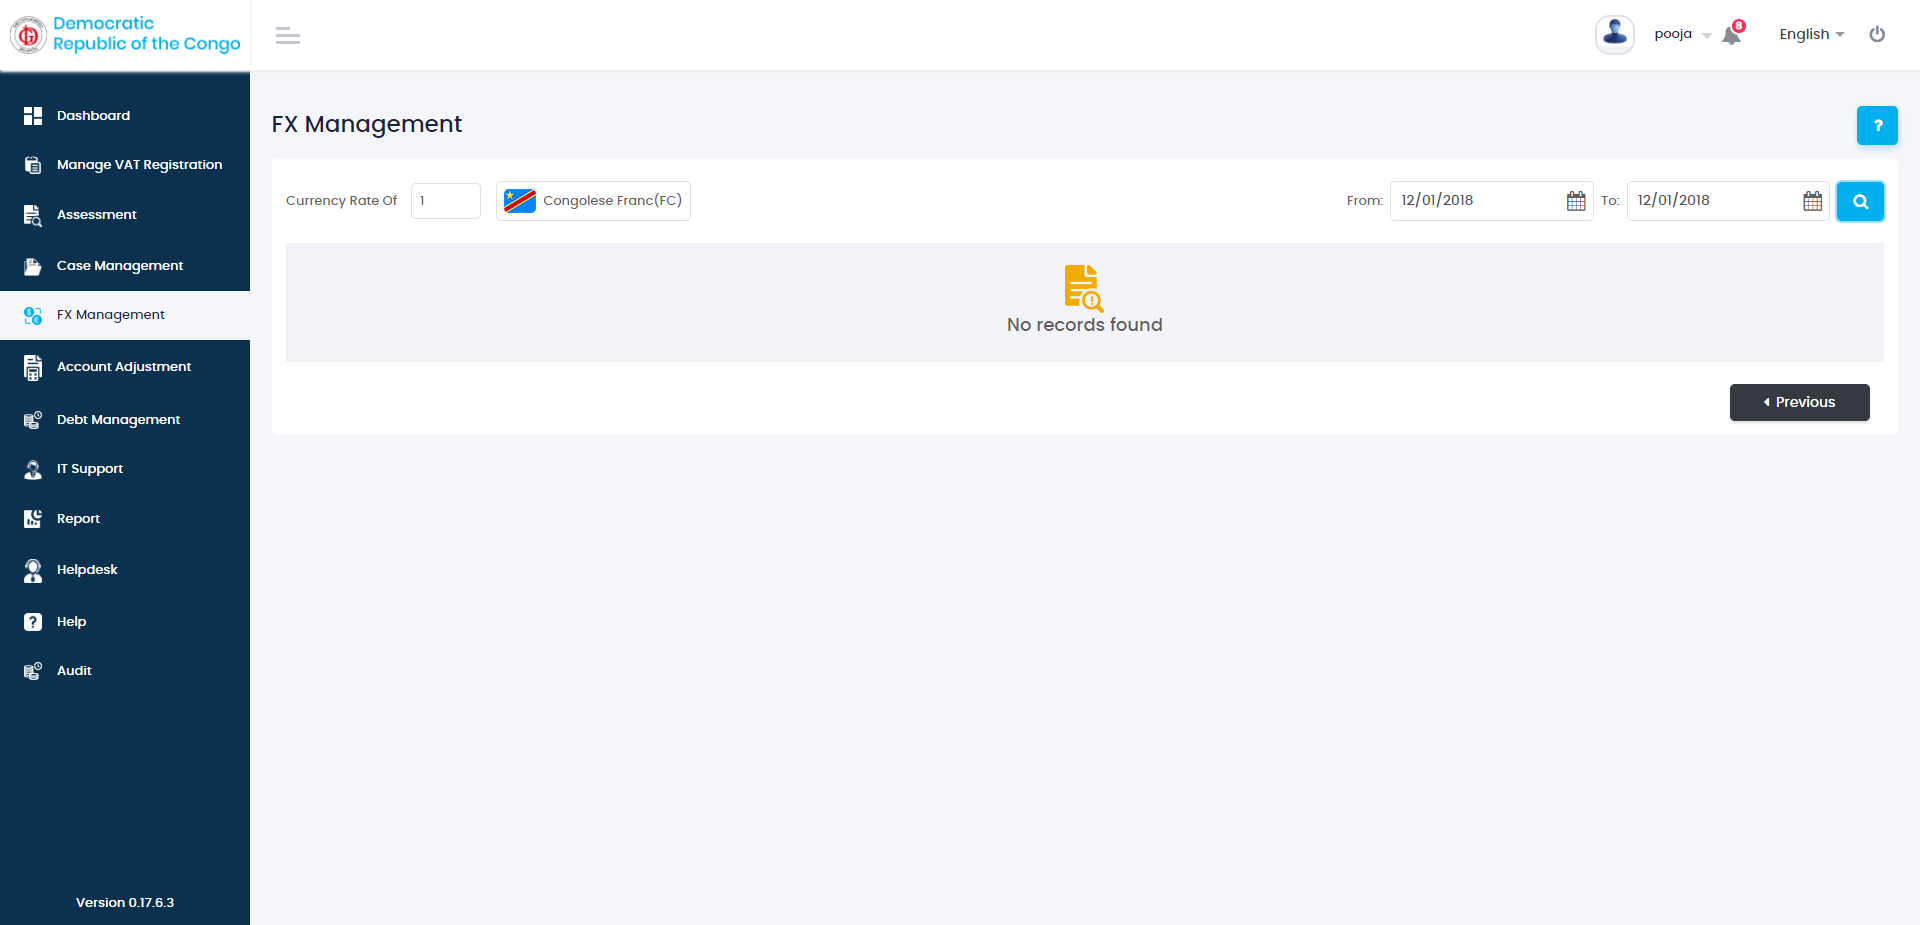 Democratic
Republic of the Congo
pooja
8
English
Dashboard
Manage VAT Registration
Assessment
Case Management
FX Management
Account Adjustment
Debt Management
IT Support
Report
Helpdesk
Help
Audit
Version 0.17.6.3
FX Management
?
Currency Rate Of
1
Congolese Franc(FC)
From:
12/01/2018
To:
12/01/2018
No records found
Previous